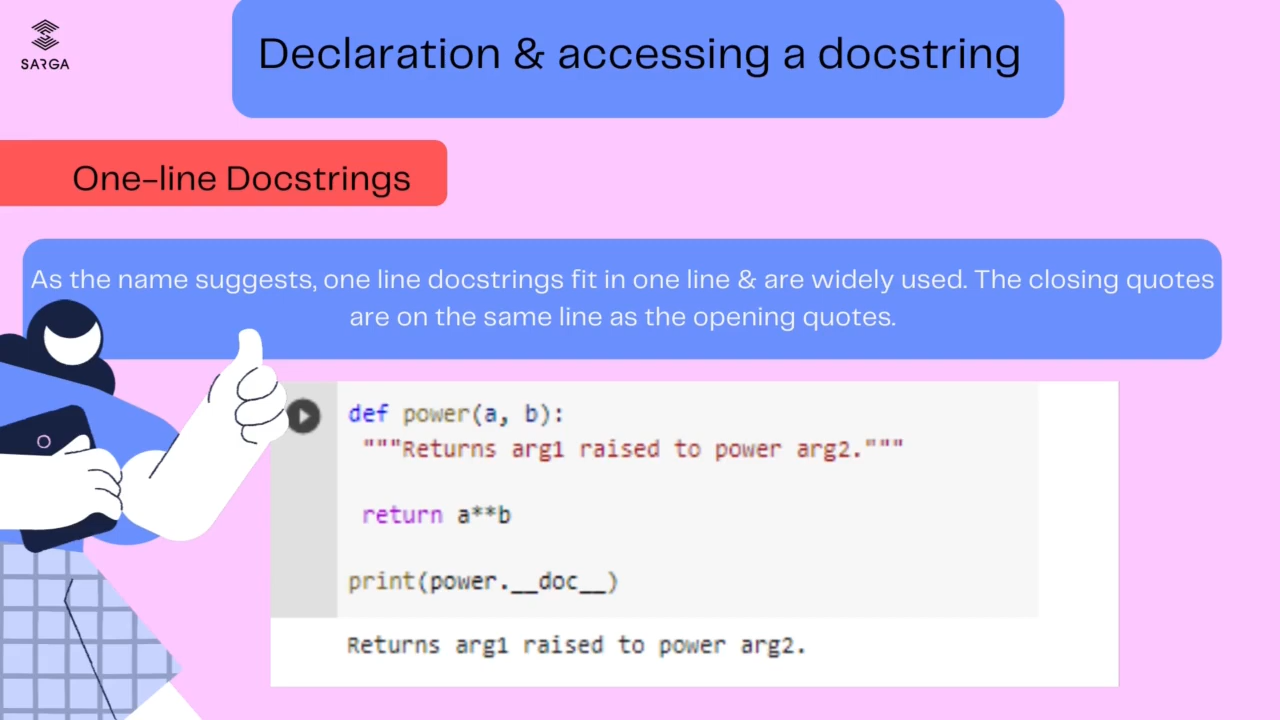 SARGA
Declaration & accessing a docstring
One-line Docstrings
As the name suggests, one line docstrings fit in one line & are widely used. The closing quotes
are on the same line as the opening quotes.
def power(a, b):
"""Returns arg1 raised to power arg2."""
return a**b
print(power.__doc__)
Returns arg1 raised to power arg2.